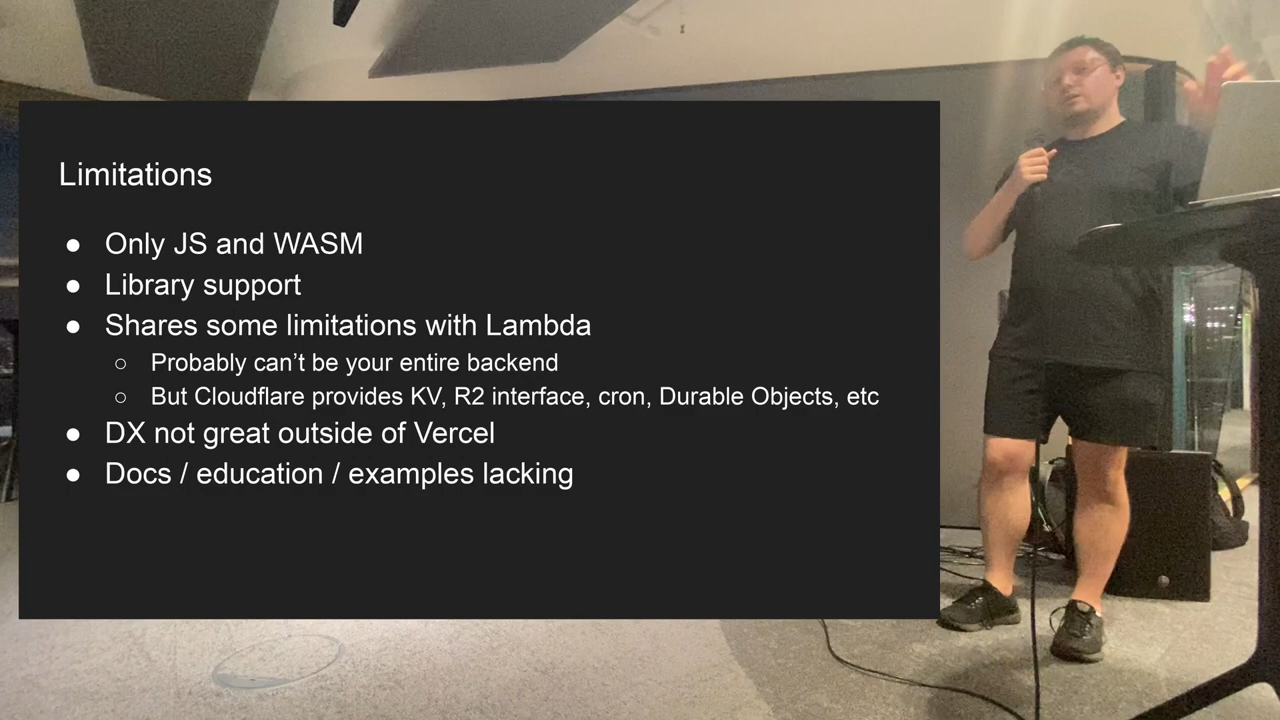 Limitations
● Only JS and WASM
● Library support
● Shares some limitations with Lambda
○ Probably can’t be your entire backend
○ But Cloudflare provides KV, R2 interface, cron, Durable Objects, etc
● DX not great outside of Vercel
● Docs / education / examples lacking